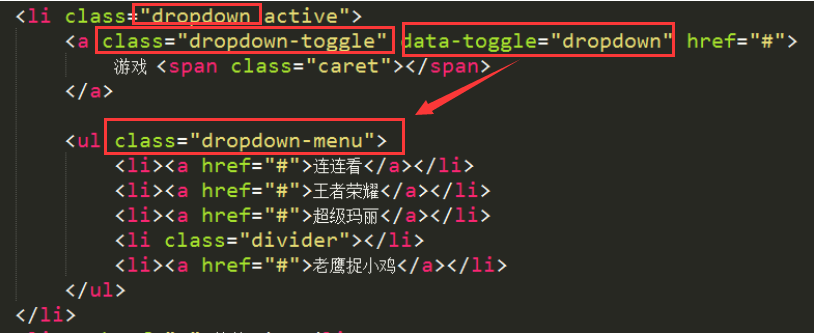 <li class="dropdown active">
<a class="dropdown-toggle" data-toggle="dropdown" href="#">
游戏 <span class="caret"></span>
</a>
<ul class="dropdown-menu">
<li><a href="#">连连看</a></li>
<li><a href="#">王者荣耀</a></li>
<li><a href="#">超级玛丽</a></li>
<li class="divider"></li>
<li><a href="#">老鹰捉小鸡</a></li>
</ul>
</li>